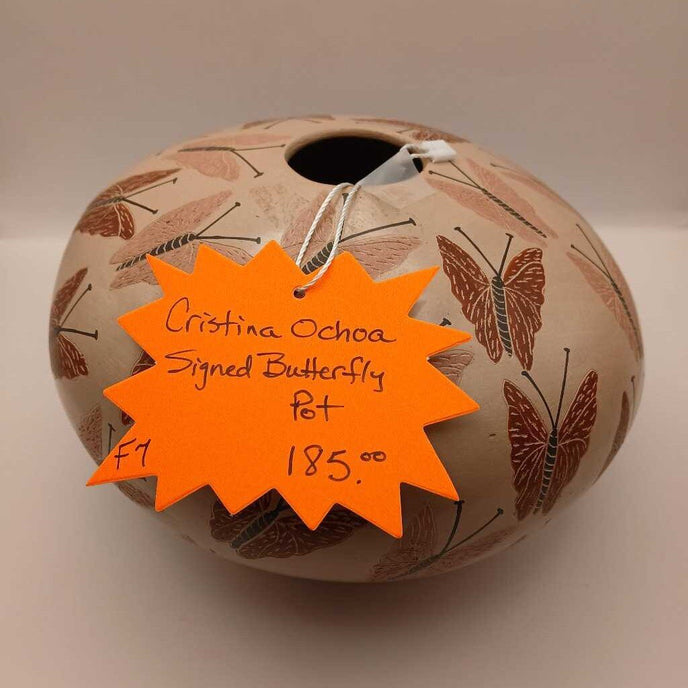 Cristina Ochoa
Signed Butterfly
Pot
F7
185.00